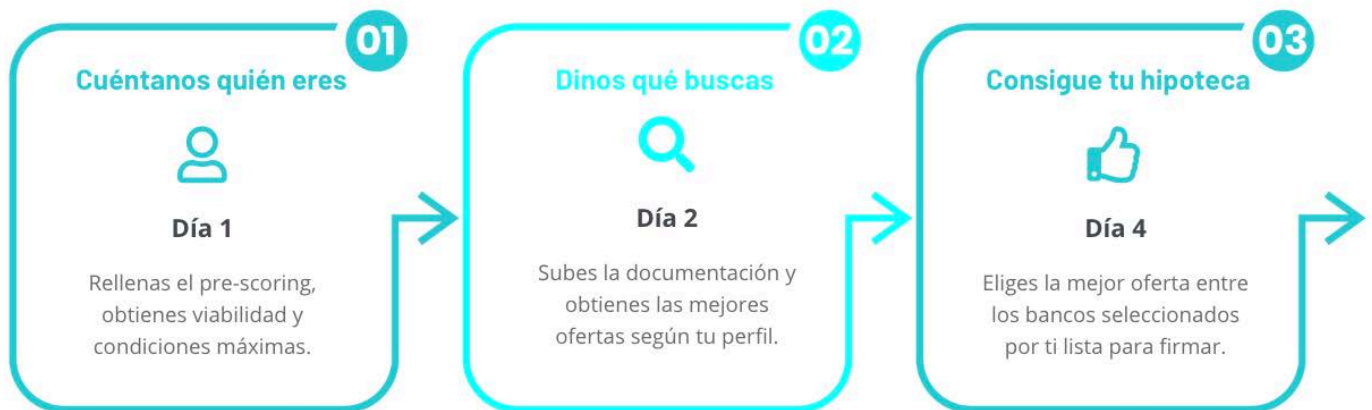 01
Cuéntanos quién eres
Día 1
Rellenas el pre-scoring,
obtienes viabilidad y
condiciones máximas.
02
Dinos qué buscas
Día 2
Subes la documentación y
obtienes las mejores
ofertas según tu perfil.
03
Consigue tu hipoteca
Día 4
Eliges la mejor oferta entre
los bancos seleccionados
por ti lista para firmar.